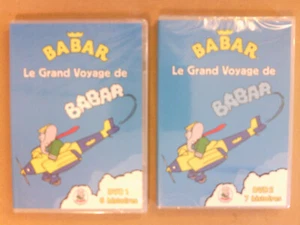 BABAR
Le Grand Voyage de
BABAR
DVD 1
6 histoires
BABAR
Le Grand Voyage de
BABAR
DVD 2
7 histoires